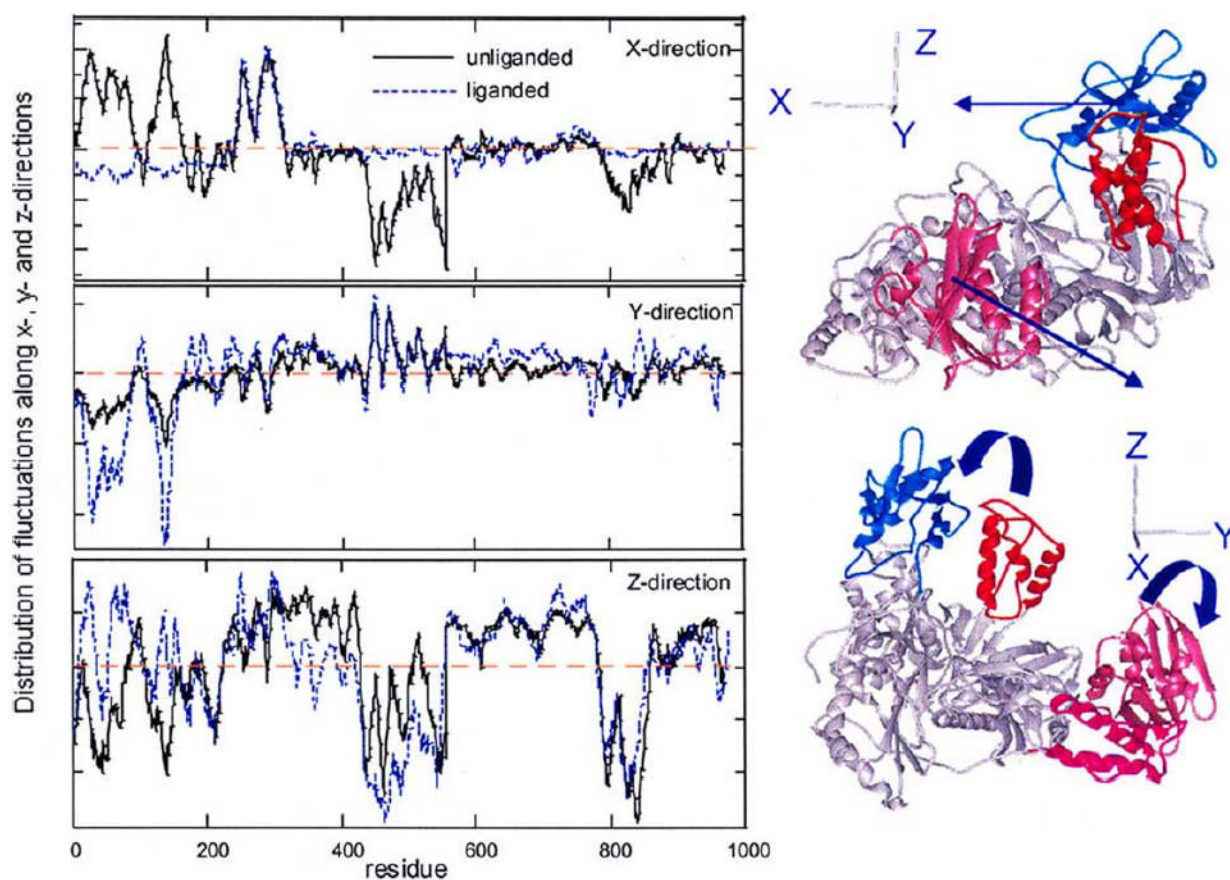 Distribution of fluctuations along x-, y- and z-directions
X-direction
unliganded
liganded
Y-direction
Z-direction
0
200
400
600
800
1000
residue
Z
X
Y
Z
Y
X